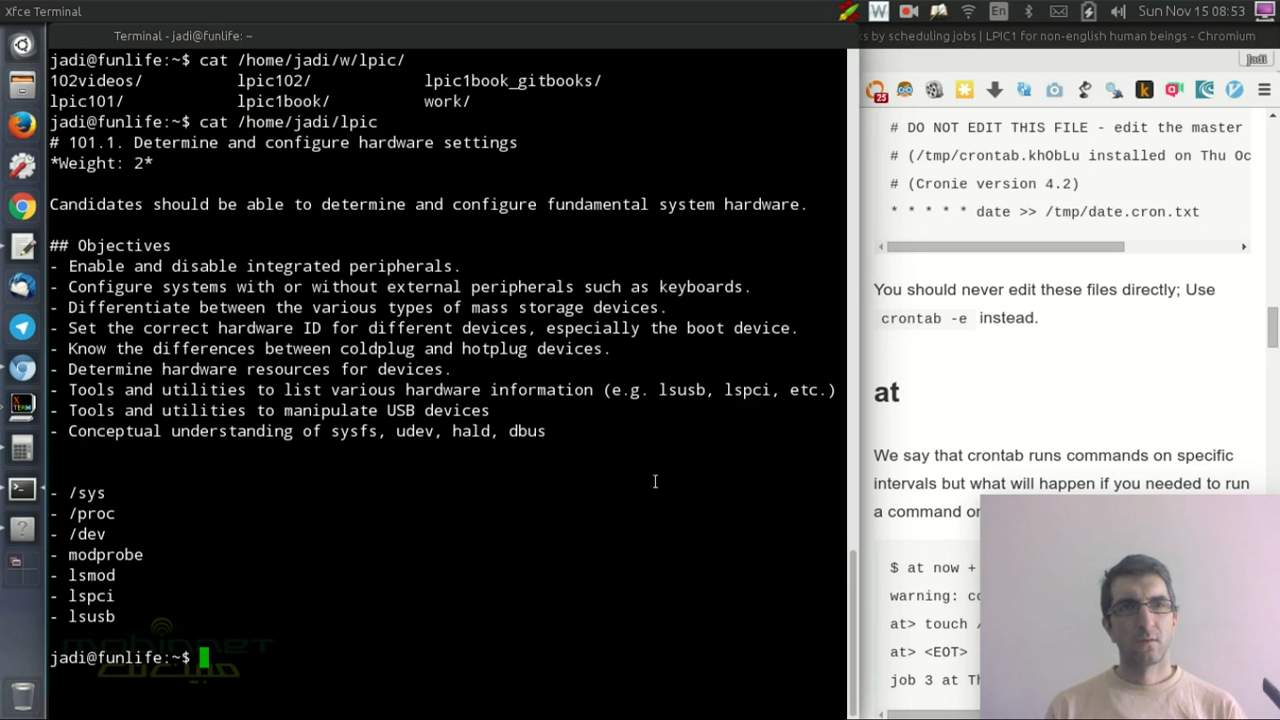 Xfce Terminal
En
Sun Nov 15 08:53
Terminal - jadi@funlife: ~
ks by scheduling jobs | LPIC1 for non-english human beings - Chromium
jadi
25
jadi@funlife:~$ cat /home/jadi/w/lpic/
102videos/ lpic102/ lpic1book_gitbooks/
lpic101/ lpic1book/ work/
jadi@funlife:~$ cat /home/jadi/lpic
# 101.1. Determine and configure hardware settings
*Weight: 2*
Candidates should be able to determine and configure fundamental system hardware.
## Objectives
- Enable and disable integrated peripherals.
- Configure systems with or without external peripherals such as keyboards.
- Differentiate between the various types of mass storage devices.
- Set the correct hardware ID for different devices, especially the boot device.
- Know the differences between coldplug and hotplug devices.
- Determine hardware resources for devices.
- Tools and utilities to list various hardware information (e.g. lsusb, lspci, etc.)
- Tools and utilities to manipulate USB devices
- Conceptual understanding of sysfs, udev, hald, dbus
- /sys
- /proc
- /dev
- modprobe
- lsmod
- lspci
- lsusb
jadi@funlife:~$
# DO NOT EDIT THIS FILE - edit the master
# (/tmp/crontab.khObLu installed on Thu Oc
# (Cronie version 4.2)
* * * * * date >> /tmp/date.cron.txt
You should never edit these files directly; Use
crontab -e instead.
at
We say that crontab runs commands on specific
intervals but what will happen if you needed to run
a command
$ at now +
warning:
at> touch
at> <EOT>
job 3 at
mobinnet
مبین نت